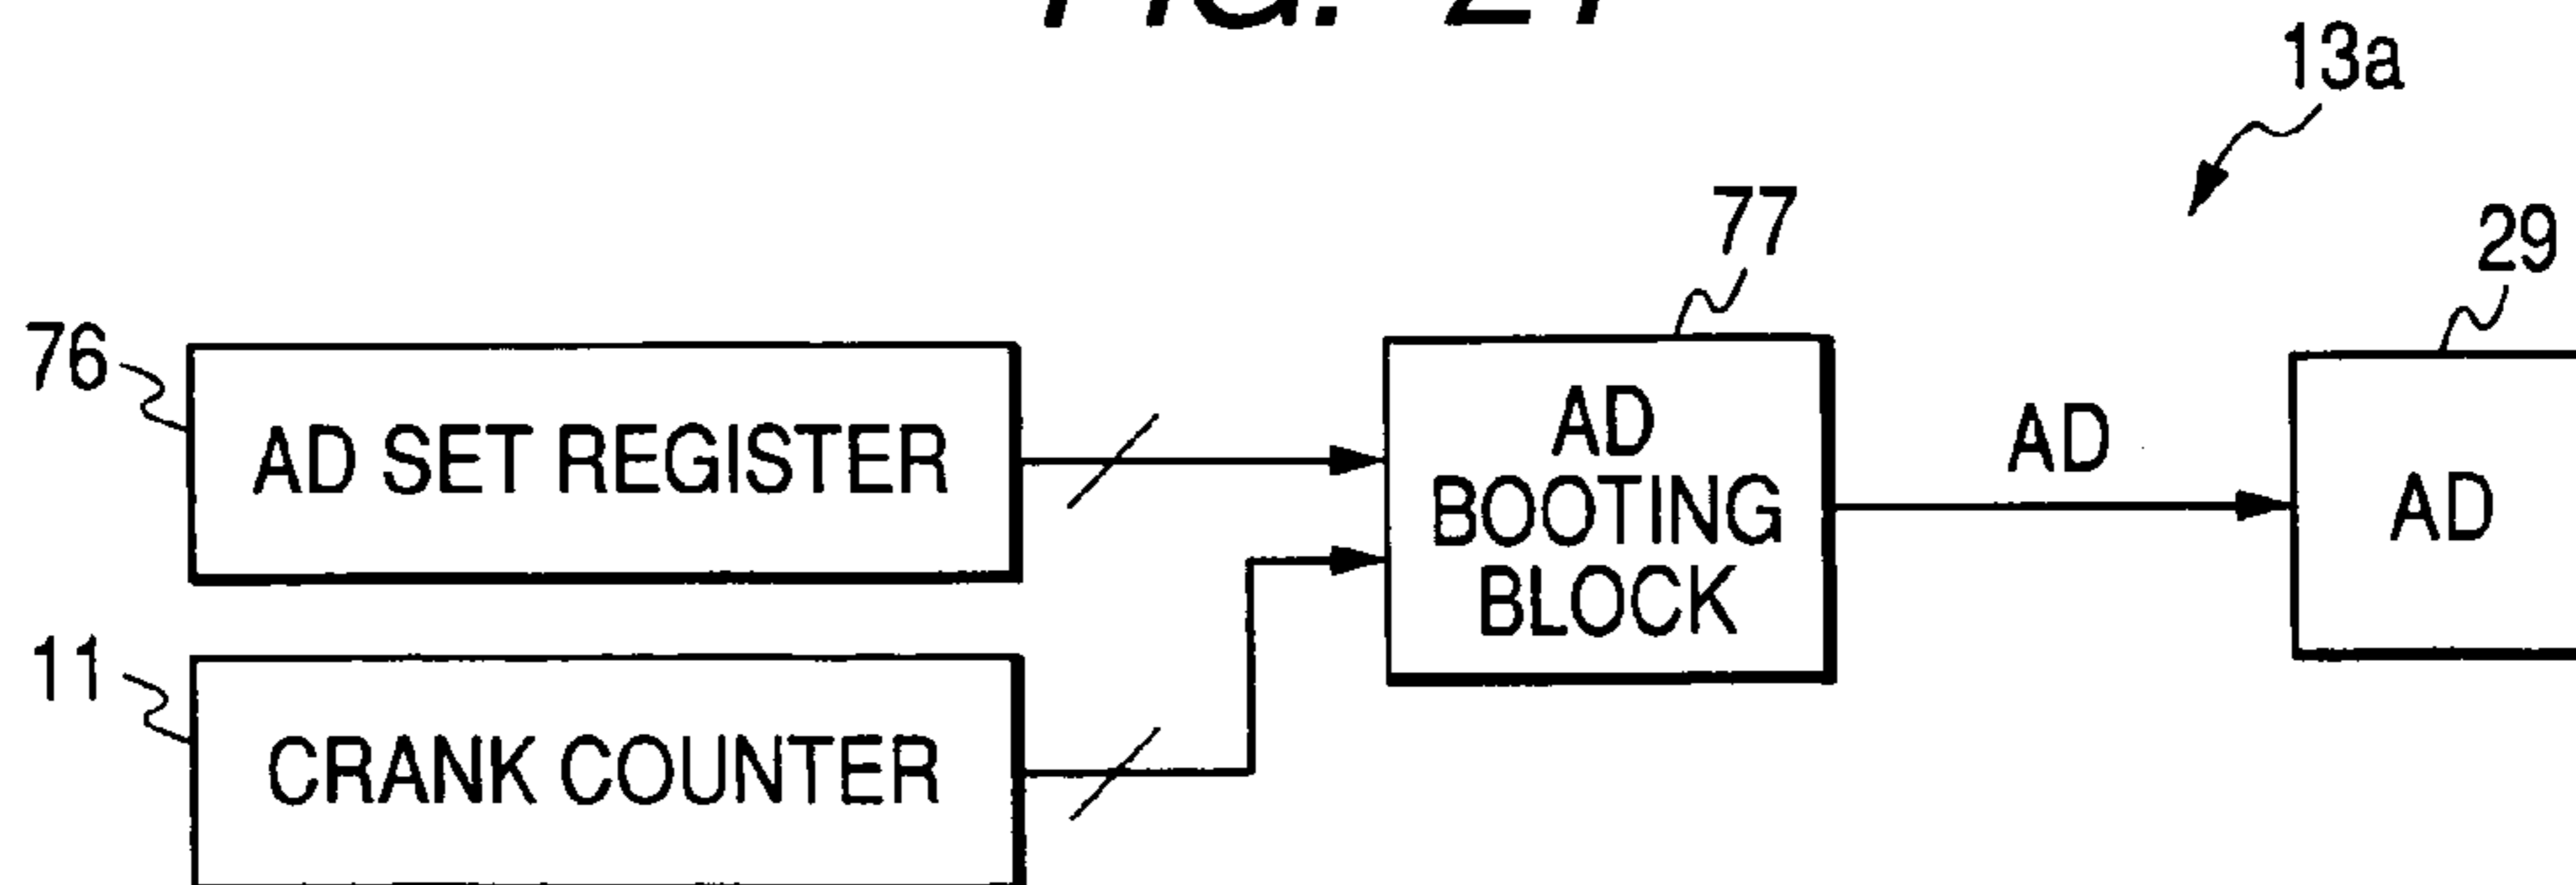 13a
77
29
76
AD SET REGISTER
AD
BOOTING
BLOCK
AD
AD
11
CRANK COUNTER